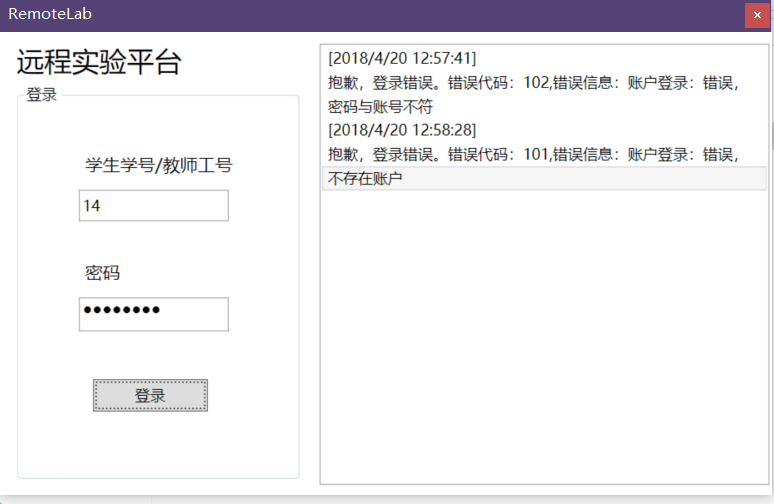 RemoteLab
远程实验平台
登录
学生学号/教师工号
14
密码
登录
[2018/4/20 12:57:41]
抱歉，登录错误。错误代码：102,错误信息：账户登录：错误，
密码与账号不符
[2018/4/20 12:58:28]
抱歉，登录错误。错误代码：101,错误信息：账户登录：错误，
不存在账户